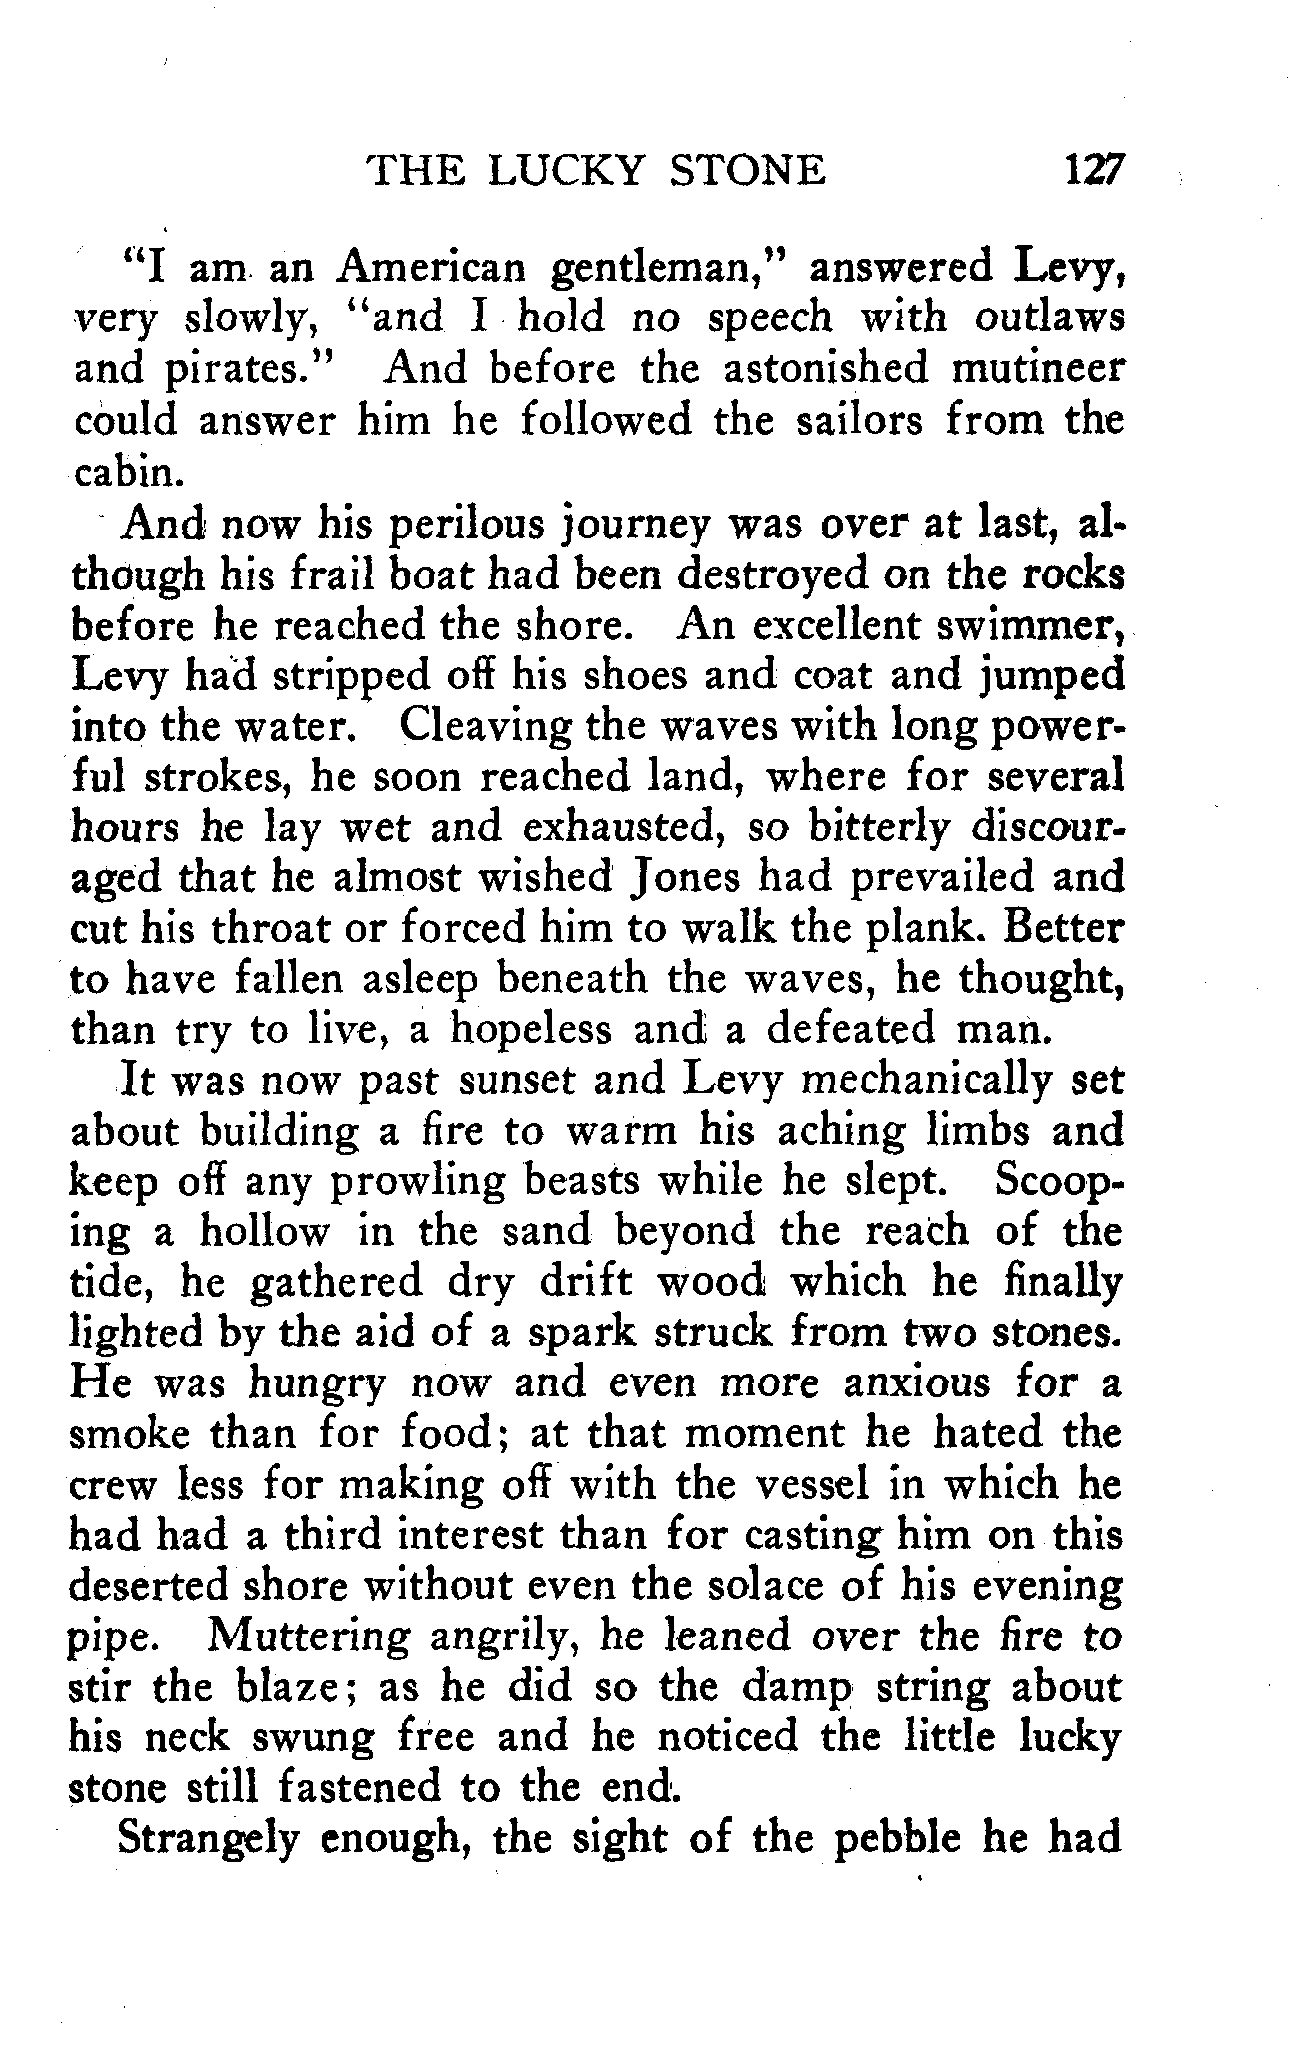 THE LUCKY STONE 127
"I am an American gentleman," answered Levy,
very slowly, "and I hold no speech with outlaws
and pirates." And before the astonished mutineer
could answer him he followed the sailors from the
cabin.
And now his perilous journey was over at last, al-
though his frail boat had been destroyed on the rocks
before he reached the shore. An excellent swimmer,
Levy had stripped off his shoes and coat and jumped
into the water. Cleaving the waves with long power-
ful strokes, he soon reached land, where for several
hours he lay wet and exhausted, so bitterly discour-
aged that he almost wished Jones had prevailed and
cut his throat or forced him to walk the plank. Better
to have fallen asleep beneath the waves, he thought,
than try to live, a hopeless and a defeated man.
It was now past sunset and Levy mechanically set
about building a fire to warm his aching limbs and
keep off any prowling beasts while he slept. Scoop-
ing a hollow in the sand beyond the reach of the
tide, he gathered dry drift wood which he finally
lighted by the aid of a spark struck from two stones.
He was hungry now and even more anxious for a
smoke than for food; at that moment he hated the
crew less for making off with the vessel in which he
had had a third interest than for casting him on this
deserted shore without even the solace of his evening
pipe. Muttering angrily, he leaned over the fire to
stir the blaze; as he did so the damp string about
his neck swung free and he noticed the little lucky
stone still fastened to the end.
Strangely enough, the sight of the pebble he had